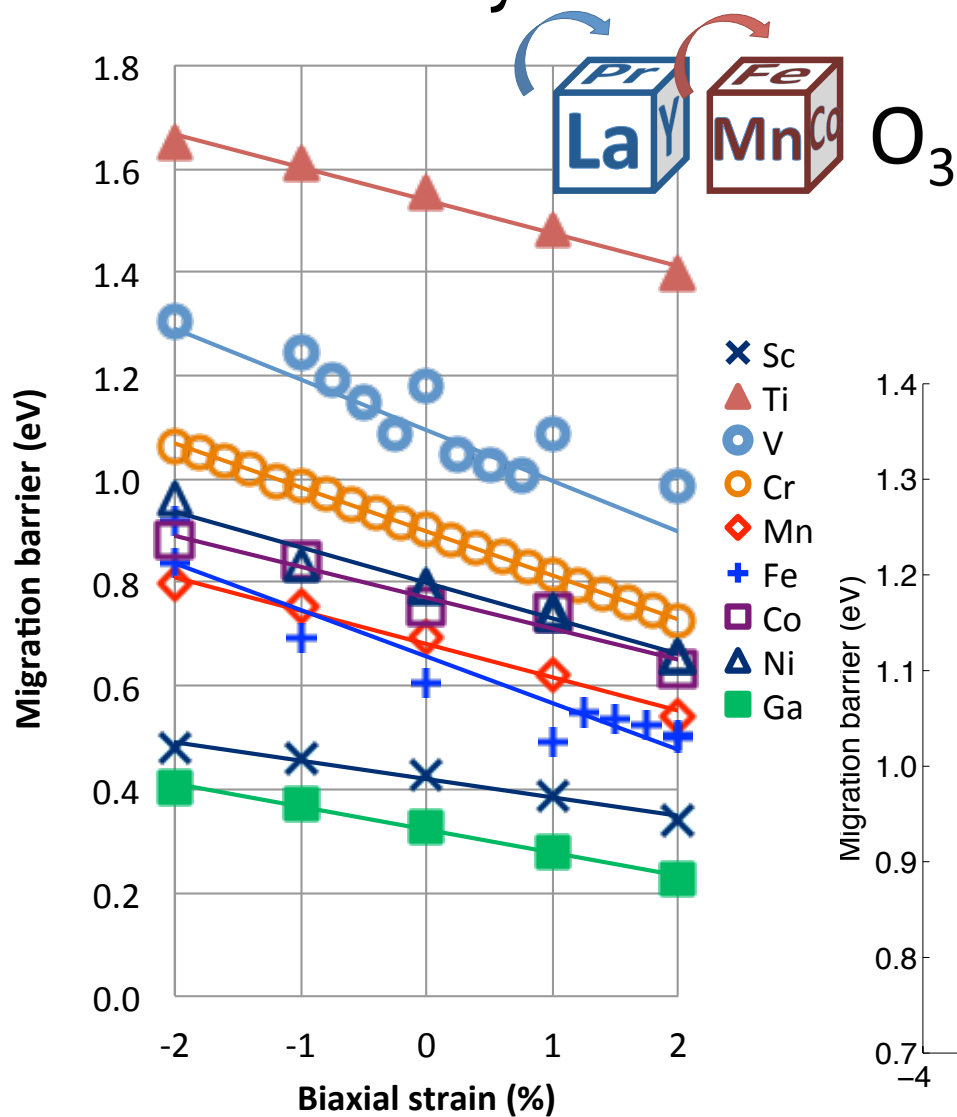 y
Pr
La
Y
Fe
Mn
Co
O3
Migration barrier (eV)
1.8
1.6
1.4
1.2
1.0
0.8
0.6
0.4
0.2
0.0
-2 -1 0 1 2
Biaxial strain (%)
Sc
Ti
V
Cr
Mn
Fe
Co
Ni
Ga
Migration barrier (eV)
1.4
1.3
1.2
1.1
1.0
0.9
0.8
0.7
−4